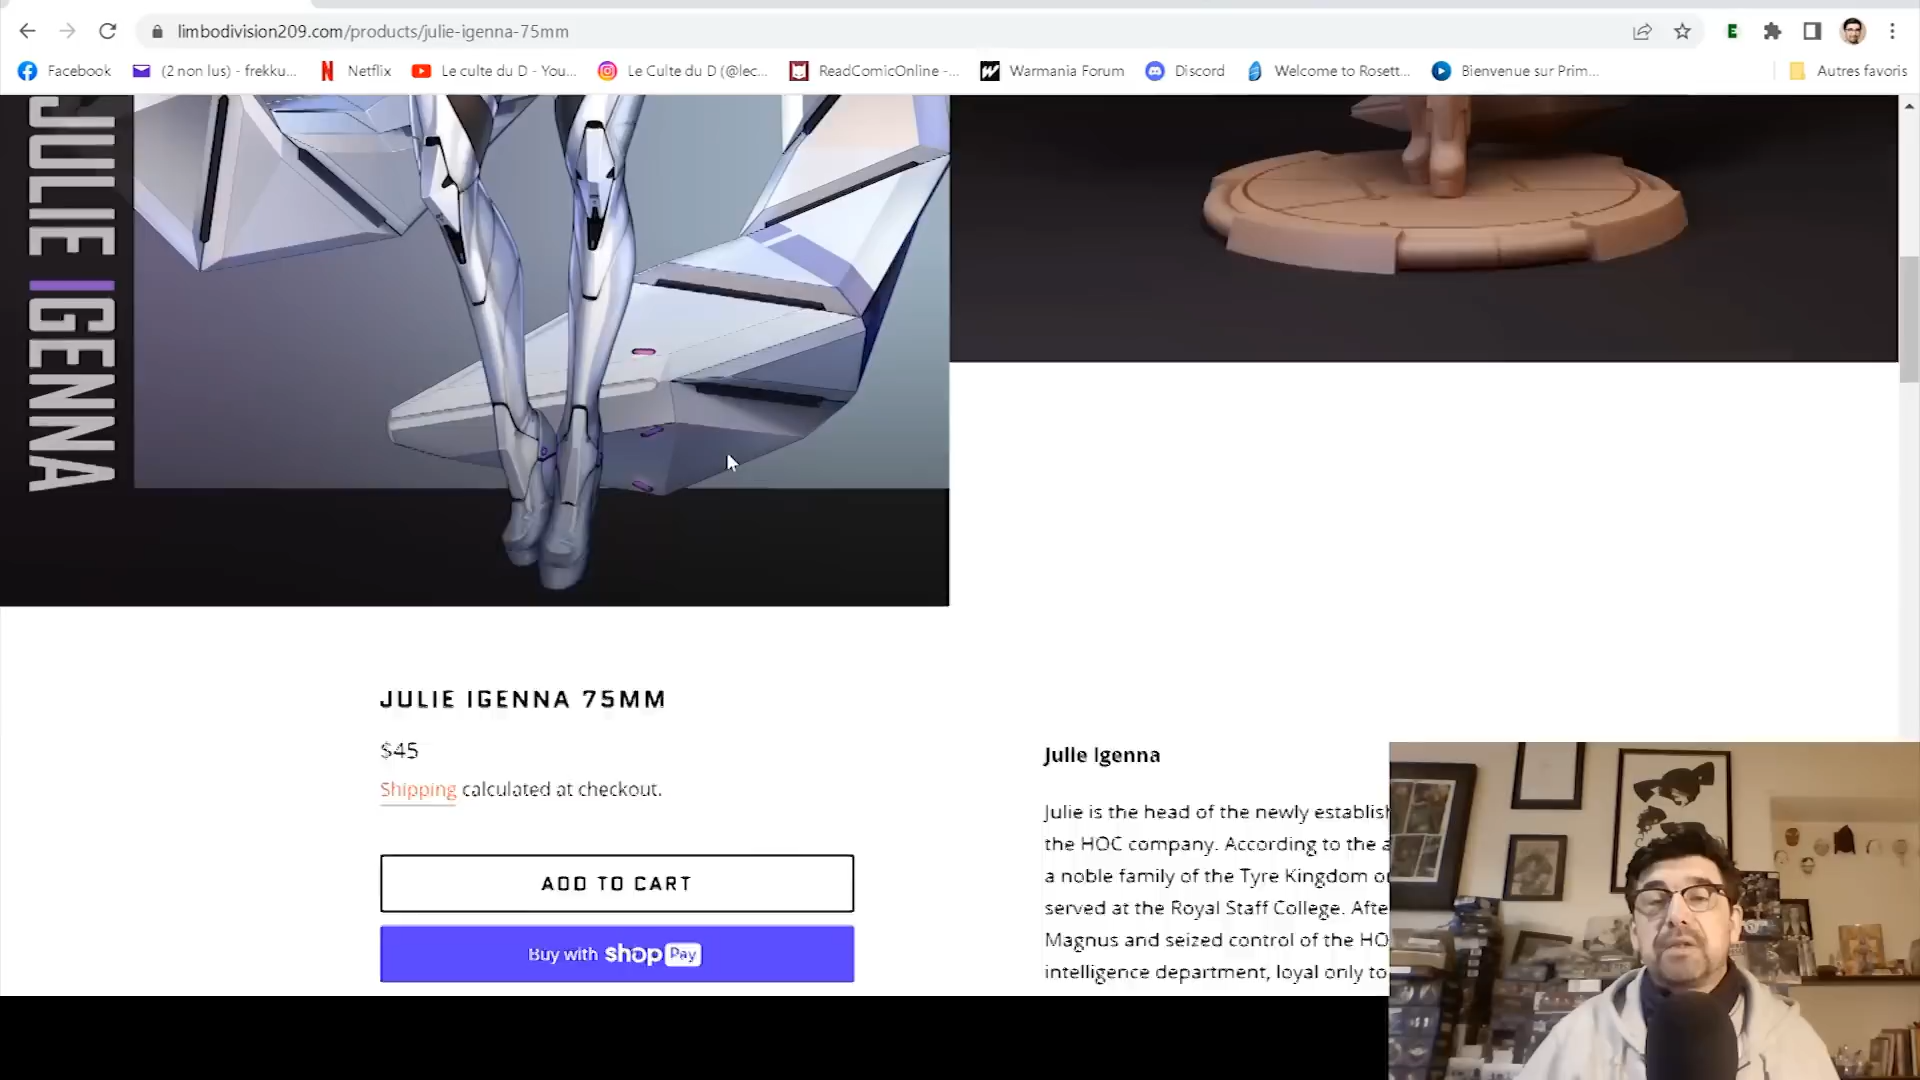 limbodivision209.com/products/julie-igenna-75mm
Facebook
(2 non lus) - frekku...
Netflix
Le culte du D - You...
Le Culte du D (@lec...
ReadComicOnline -...
Warmania Forum
Discord
Welcome to Rosett...
Bienvenue sur Prim...
Autres favoris
JULIE IGENNA
JULIE IGENNA 75MM
$45
Shipping calculated at checkout.
ADD TO CART
Buy with shop Pay
Julie Igenna
Julie is the head of the newly establish
the HOC company. According to the a
a noble family of the Tyre Kingdom o
served at the Royal Staff College. Afte
Magnus and seized control of the HO
intelligence department, loyal only to